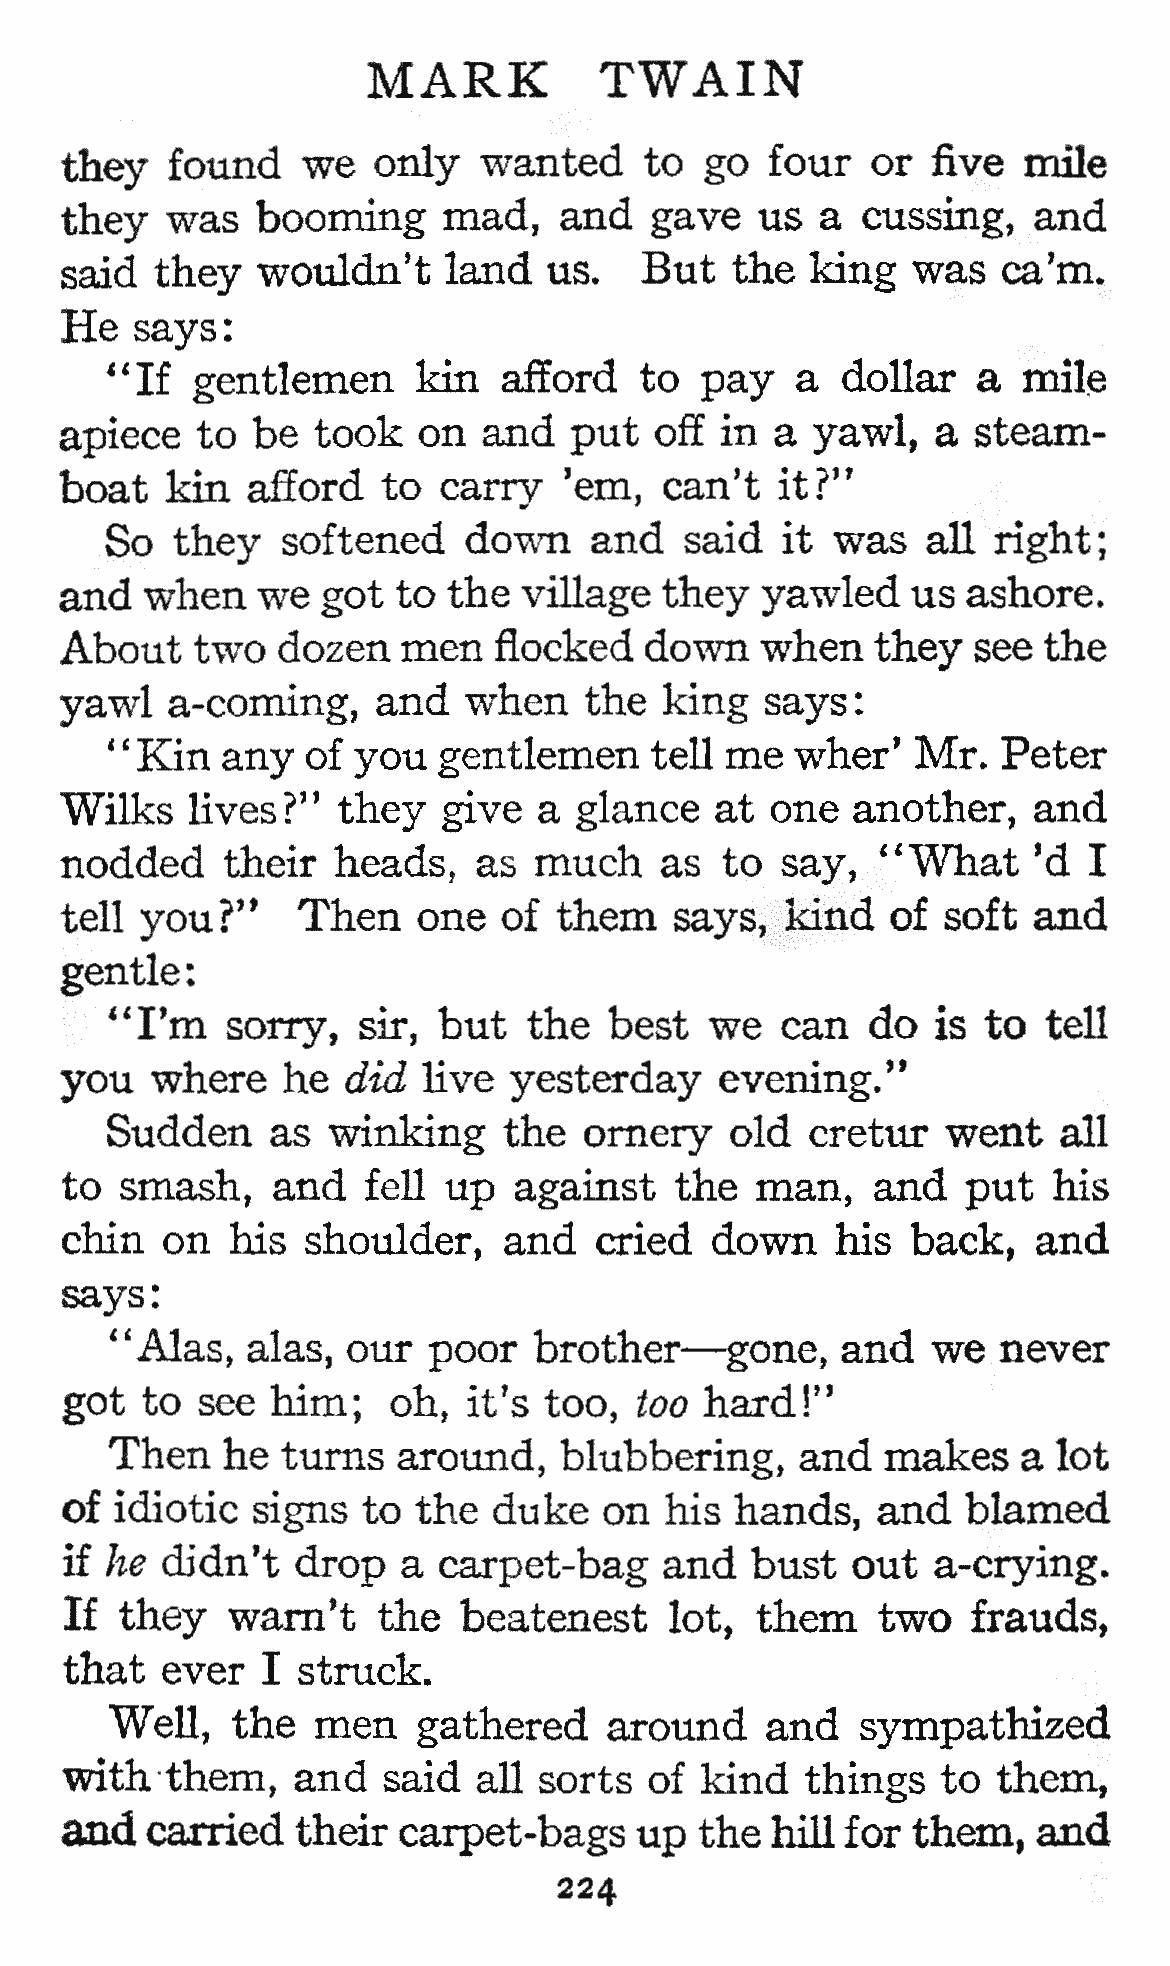 MARK TWAIN
they found we only wanted to go four or five mile
they was booming mad, and gave us a cussing, and
said they wouldn't land us. But the king was ca'm.
He says:
"If gentlemen kin afford to pay a dollar a mile
apiece to be took on and put off in a yawl, a steam-
boat kin afford to carry 'em, can't it?"
So they softened down and said it was all right;
and when we got to the village they yawled us ashore.
About two dozen men flocked down when they see the
yawl a-coming, and when the king says:
"Kin any of you gentlemen tell me wher' Mr. Peter
Wilks lives?" they give a glance at one another, and
nodded their heads, as much as to say, "What 'd I
tell you?" Then one of them says, kind of soft and
gentle:
"I'm sorry, sir, but the best we can do is to tell
you where he did live yesterday evening."
Sudden as winking the ornery old cretur went all
to smash, and fell up against the man, and put his
chin on his shoulder, and cried down his back, and
says:
"Alas, alas, our poor brother—gone, and we never
got to see him; oh, it's too, too hard!"
Then he turns around, blubbering, and makes a lot
of idiotic signs to the duke on his hands, and blamed
if he didn't drop a carpet-bag and bust out a-crying.
If they warn't the beatenest lot, them two frauds,
that ever I struck.
Well, the men gathered around and sympathized
with them, and said all sorts of kind things to them,
and carried their carpet-bags up the hill for them, and
224